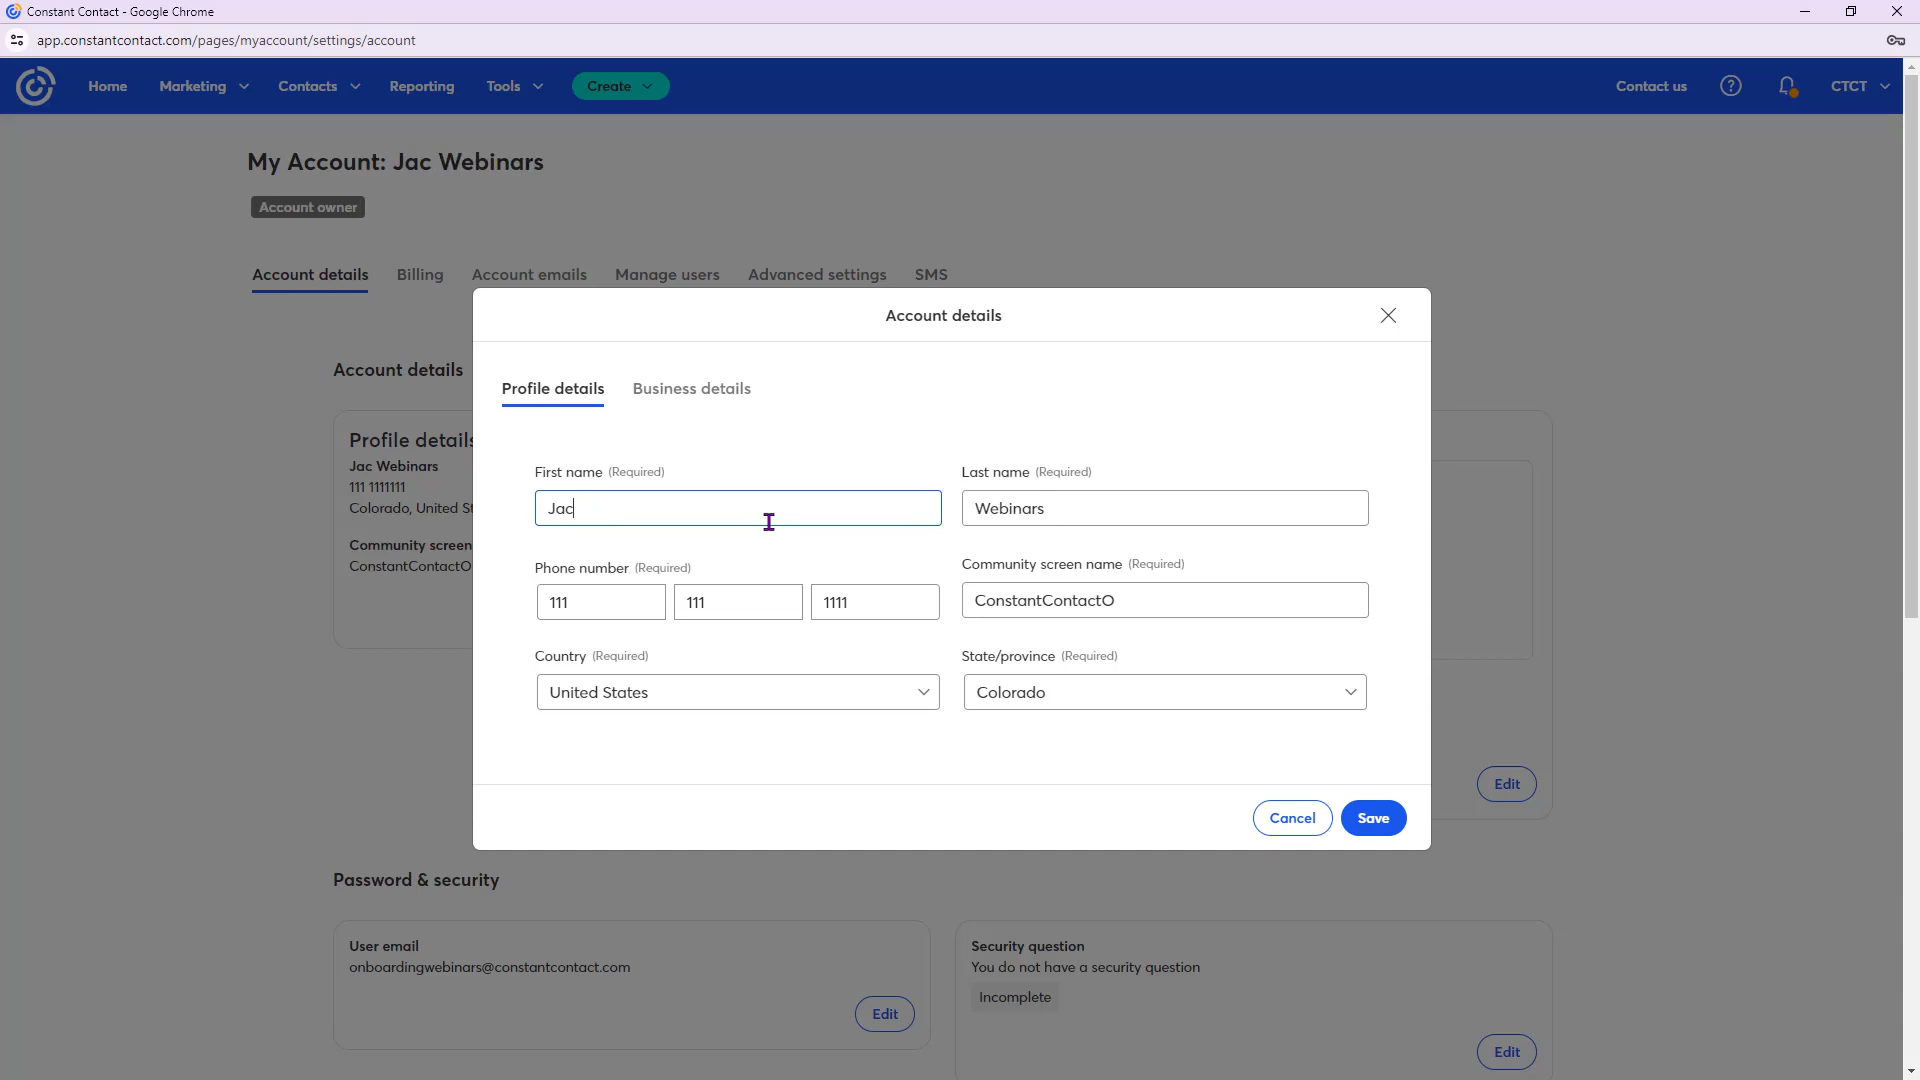 Constant Contact - Google Chrome
app.constantcontact.com/pages/myaccount/settings/account
Home Marketing Contacts Reporting Tools Create Contact us CTCT
My Account: Jac Webinars
Account owner
Account details Billing Account emails Manage users Advanced settings SMS
Account details
Account details
Profile details Business details
Profile details
Jac Webinars
111 1111111
Colorado, United St
Community screen
ConstantContactO
First name (Required) Last name (Required)
Jac Webinars
Phone number (Required) Community screen name (Required)
111 111 1111 ConstantContactO
Country (Required) State/province (Required)
United States Colorado
Edit
Cancel Save
Password & security
User email
onboardingwebinars@constantcontact.com
Edit
Security question
You do not have a security question
Incomplete
Edit